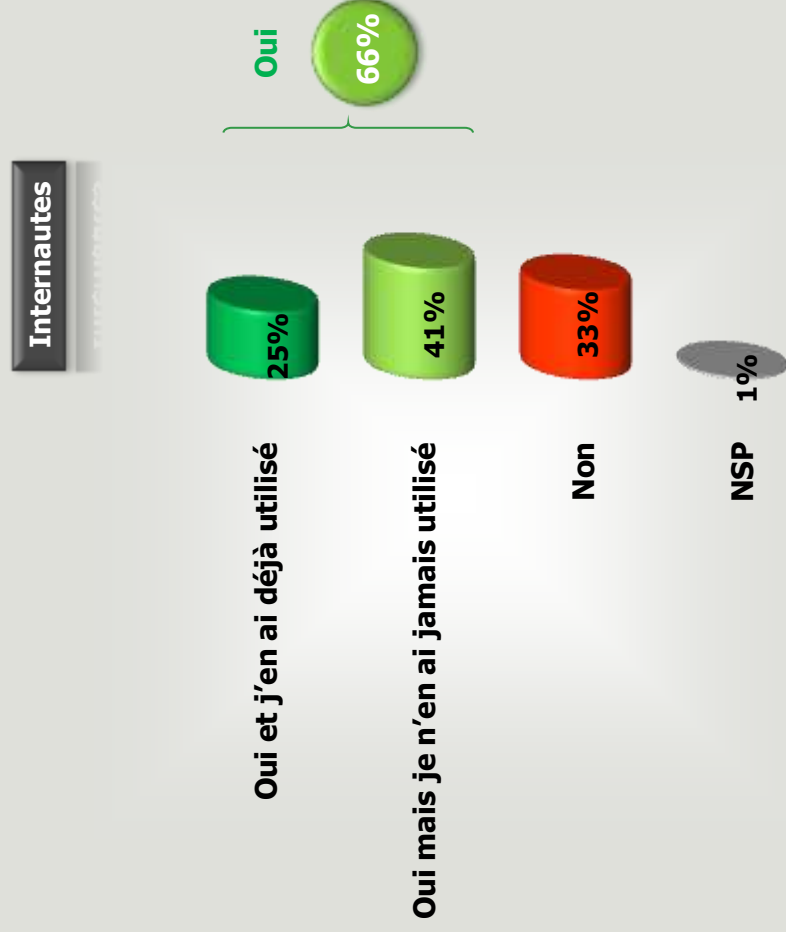 Internautes
Oui et j’en ai déjà utilisé
25%
Oui mais je n’en ai jamais utilisé
41%
Oui
66%
Non
33%
NSP
1%